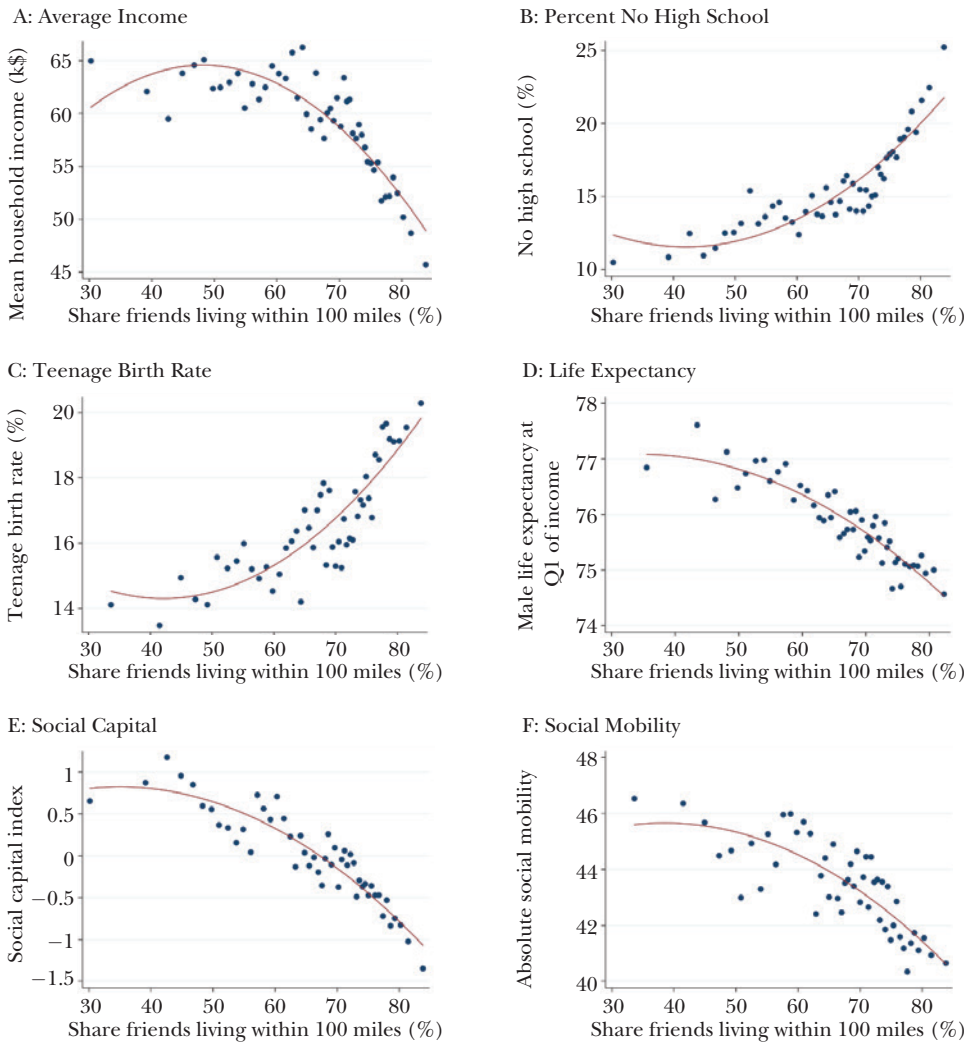 A: Average Income
Mean household income (k$)
65
60
55
50
45
30 40 50 60 70 80
Share friends living within 100 miles (%)
B: Percent No High School
No high school (%)
25
20
15
10
30 40 50 60 70 80
Share friends living within 100 miles (%)
C: Teenage Birth Rate
Teenage birth rate (%)
20
18
16
14
30 40 50 60 70 80
Share friends living within 100 miles (%)
D: Life Expectancy
Male life expectancy at
Q1 of income
78
77
76
75
74
30 40 50 60 70 80
Share friends living within 100 miles (%)
E: Social Capital
Social capital index
1
0.5
0
−0.5
−1
−1.5
30 40 50 60 70 80
Share friends living within 100 miles (%)
F: Social Mobility
Absolute social mobility
48
46
44
42
40
30 40 50 60 70 80
Share friends living within 100 miles (%)